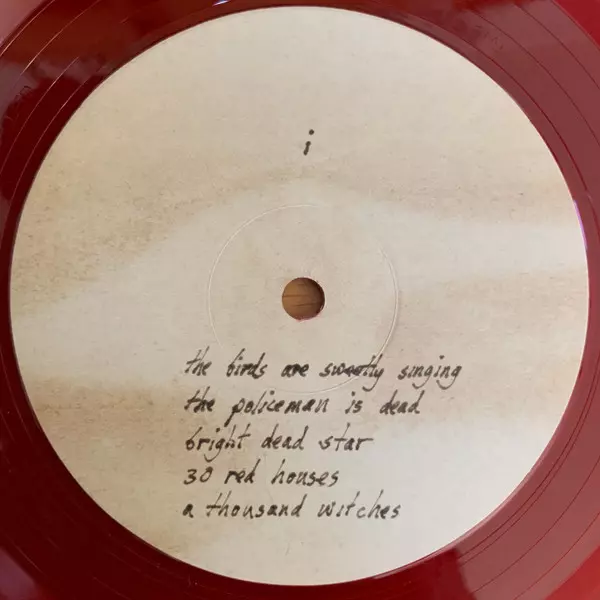 i
the birds are sweetly singing
the policeman is dead
bright dead star
30 red houses
a thousand witches